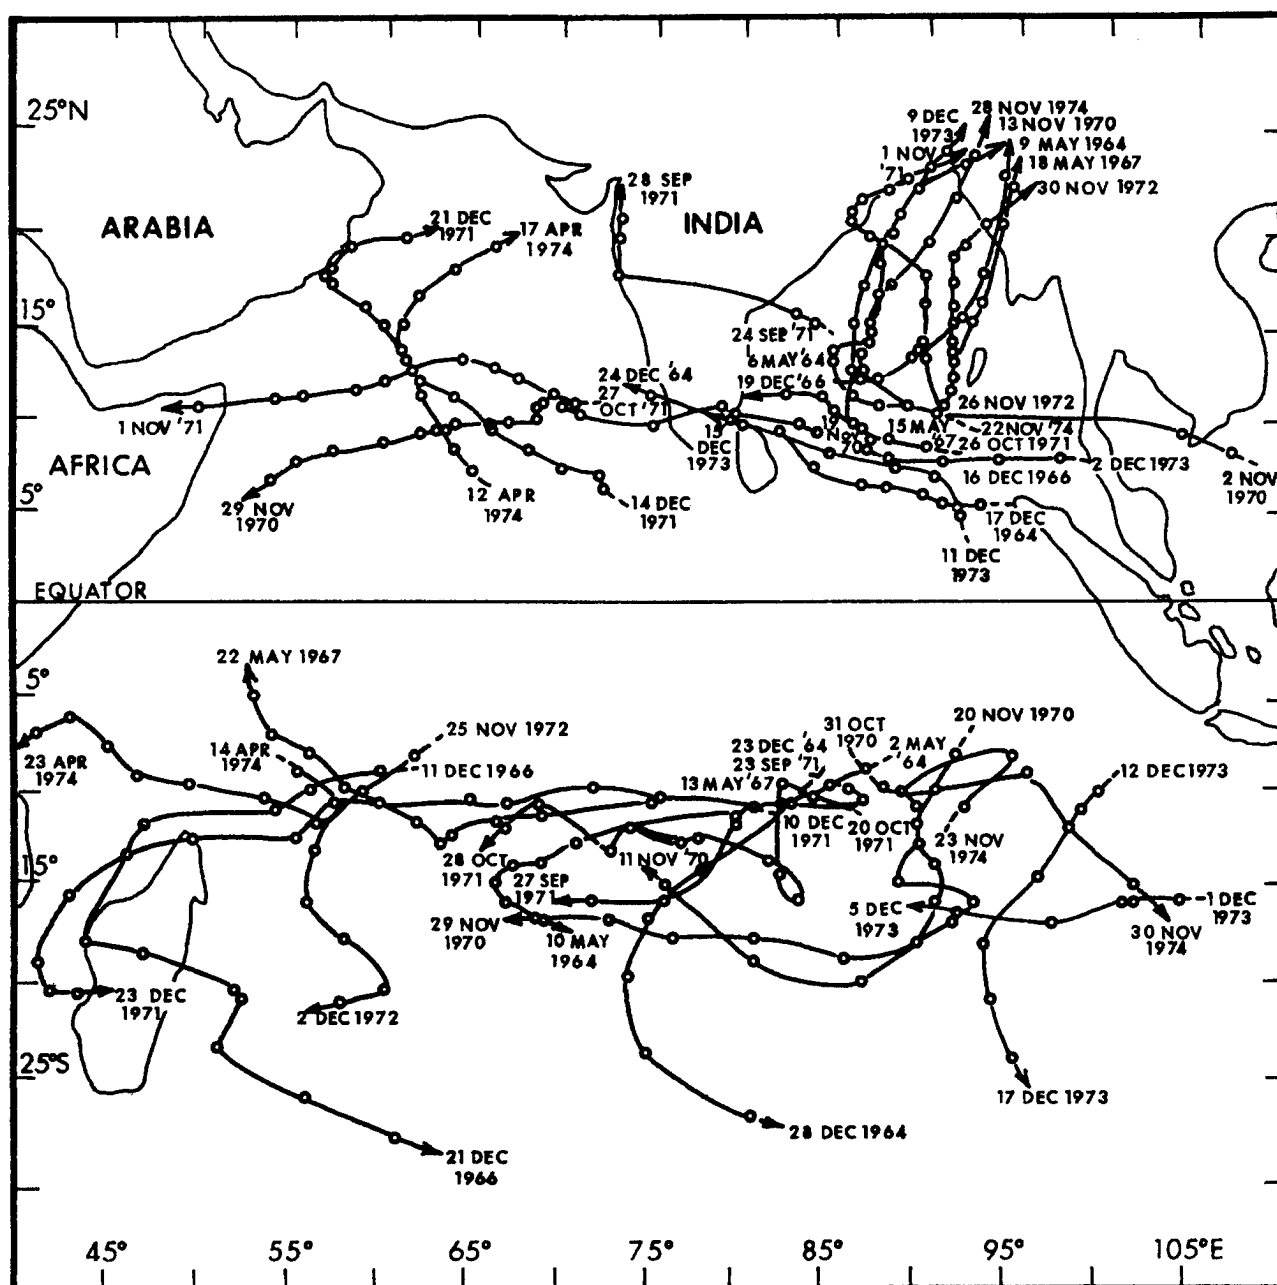 25°N
15°
5°
ARABIA
INDIA
AFRICA
EQUATOR
9 DEC
1973
28 NOV 1974
13 NOV 1970
9 MAY 1964
18 MAY 1967
30 NOV 1972
1 NOV
'71
28 SEP
1971
21 DEC
1971
17 APR
1974
24 SEP '71
6 MAY '64
24 DEC '64
19 DEC '66
27
OCT '71
26 NOV 1972
1 NOV '71
15
DEC
1973
19
NOV
70
15 MAY
'67
22 NOV '74
26 OCT 1971
16 DEC 1966
2 DEC 1973
2 NOV
1970
29 NOV
1970
12 APR
1974
14 DEC
1971
17 DEC
1964
11 DEC
1973
22 MAY 1967
5°
25 NOV 1972
31 OCT
1970
20 NOV 1970
14 APR
1974
11 DEC 1966
23 DEC '64
23 SEP '71
2 MAY
'64
23 APR
1974
13 MAY '67
12 DEC 1973
10 DEC
1971
20 OCT
1971
23 NOV
1974
15°
28 OCT
1971
27 SEP
1971
11 NOV '70
29 NOV
1970
10 MAY
1964
5 DEC
1973
1 DEC
1973
30 NOV
1974
23 DEC
1971
2 DEC 1972
25°S
17 DEC 1973
28 DEC 1964
21 DEC
1966
45°
55°
65°
75°
85°
95°
105°E